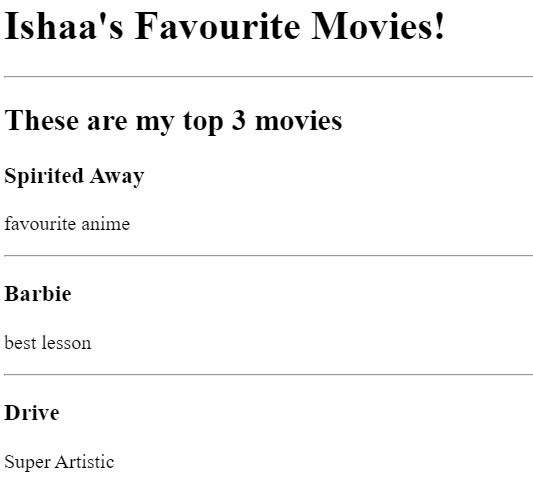 Ishaa's Favourite Movies!
These are my top 3 movies
Spirited Away
favourite anime
Barbie
best lesson
Drive
Super Artistic